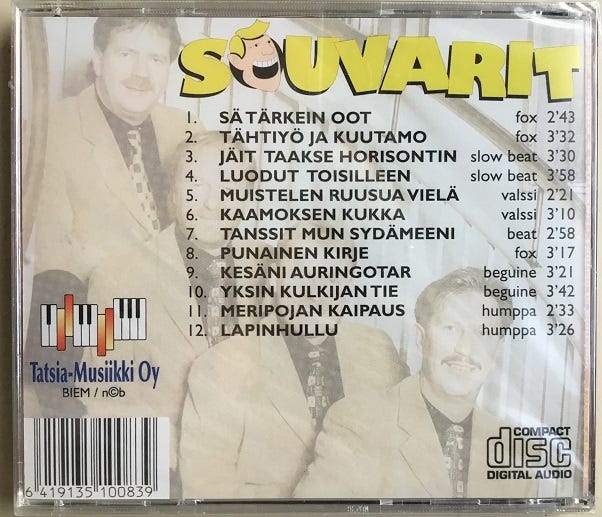 SOUVARIT
1. SÄ TÄRKEIN OOT fox 2'43
2. TÄHTIYÖ JA KUUTAMO fox 3'32
3. JÄIT TAAKSE HORISONTIN slow beat 3'30
4. LUODUT TOISILLEEN slow beat 3'58
5. MUISTELEN RUUSUA VIELÄ valssi 2'21
6. KAAMOKSEN KUKKA valssi 3'10
7. TANSSIT MUN SYDÄMEENI beat 2'58
8. PUNAINEN KIRJE fox 3'17
9. KESÄNI AURINGOTAR beguine 3'21
10. YKSIN KULKIJAN TIE beguine 3'42
11. MERIPOJAN KAIPAUS humppa 2'33
12. LAPINHULLU humppa 3'26
Tatsia-Musiikki Oy
BIEM / n©b
6 419135 100839
COMPACT
disc
DIGITAL AUDIO